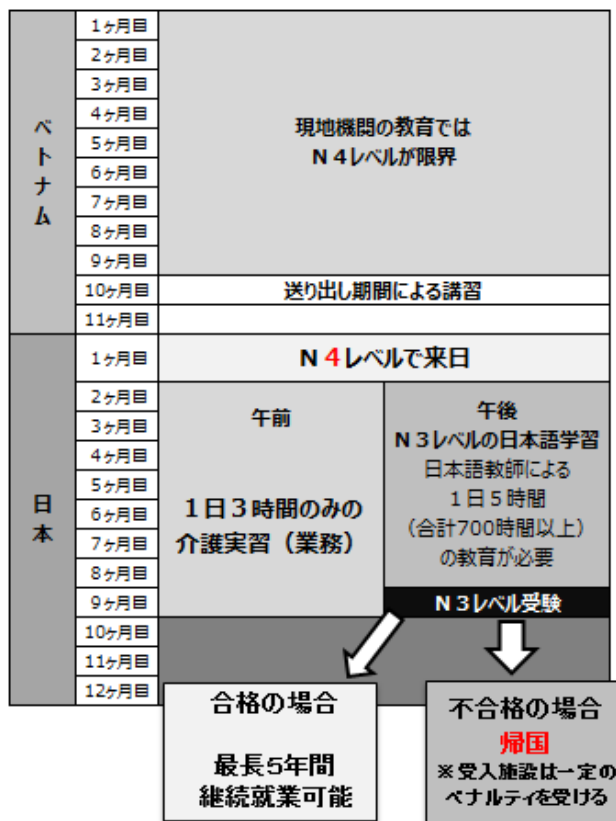 ベトナム
1ヶ月目
2ヶ月目
3ヶ月目
4ヶ月目
5ヶ月目
6ヶ月目
7ヶ月目
8ヶ月目
9ヶ月目
現地機関の教育では
N4レベルが限界
10ヶ月目
送り出し期間による講習
11ヶ月目
日本
1ヶ月目
N4レベルで来日
2ヶ月目
3ヶ月目
4ヶ月目
5ヶ月目
6ヶ月目
7ヶ月目
8ヶ月目
9ヶ月目
午前
1日3時間のみの
介護実習（業務）
午後
N3レベルの日本語学習
日本語教師による
1日5時間
（合計700時間以上）
の教育が必要
N3レベル受験
10ヶ月目
11ヶ月目
12ヶ月目
合格の場合
最長5年間
継続就業可能
不合格の場合
帰国
※受入施設は一定の
ペナルティを受ける